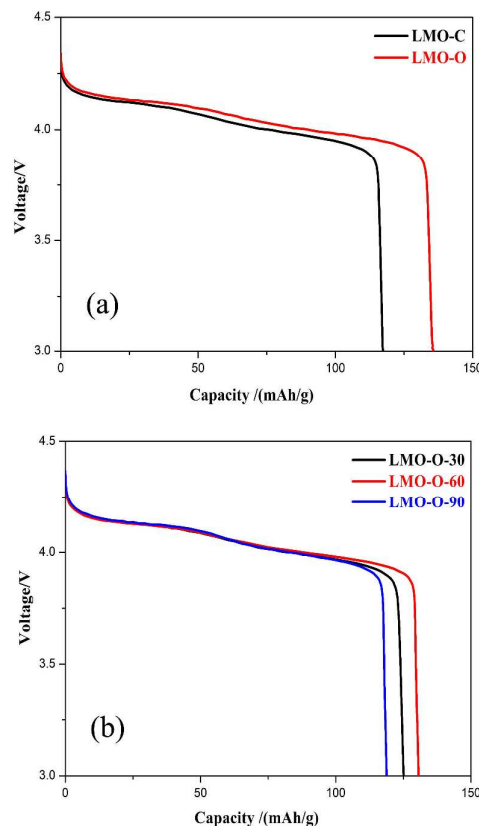 4.5
LMO-C
LMO-O
4.0
Voltage/V
3.5
(a)
3.0
0
50
100
150
Capacity /(mAh/g)
4.5
LMO-O-30
LMO-O-60
LMO-O-90
4.0
Voltage/V
3.5
(b)
3.0
0
50
100
150
Capacity /(mAh/g)